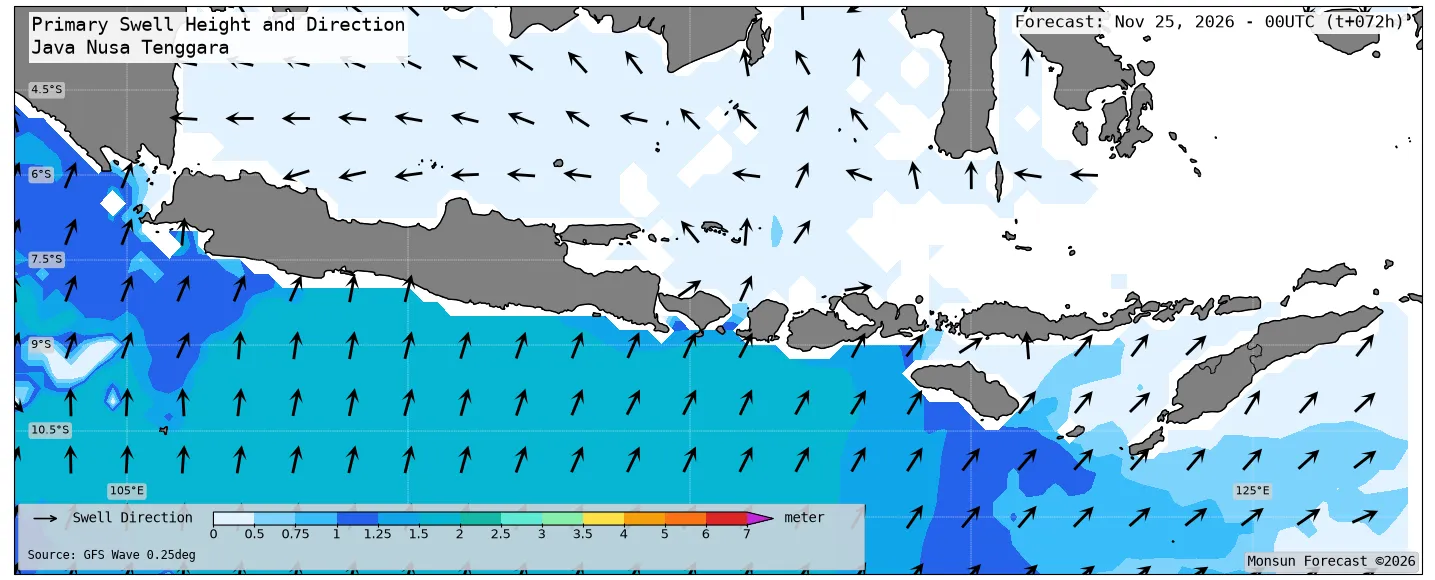 Primary Swell Height and Direction
Java Nusa Tenggara
Forecast: Nov 25, 2026 - 00UTC (t+072h)
4.5°S
6°S
7.5°S
9°S
10.5°S
105°E
125°E
Swell Direction
0 0.5 0.75 1 1.25 1.5 2 2.5 3 3.5 4 5 6 7
meter
Source: GFS Wave 0.25deg
Monsun Forecast ©2026